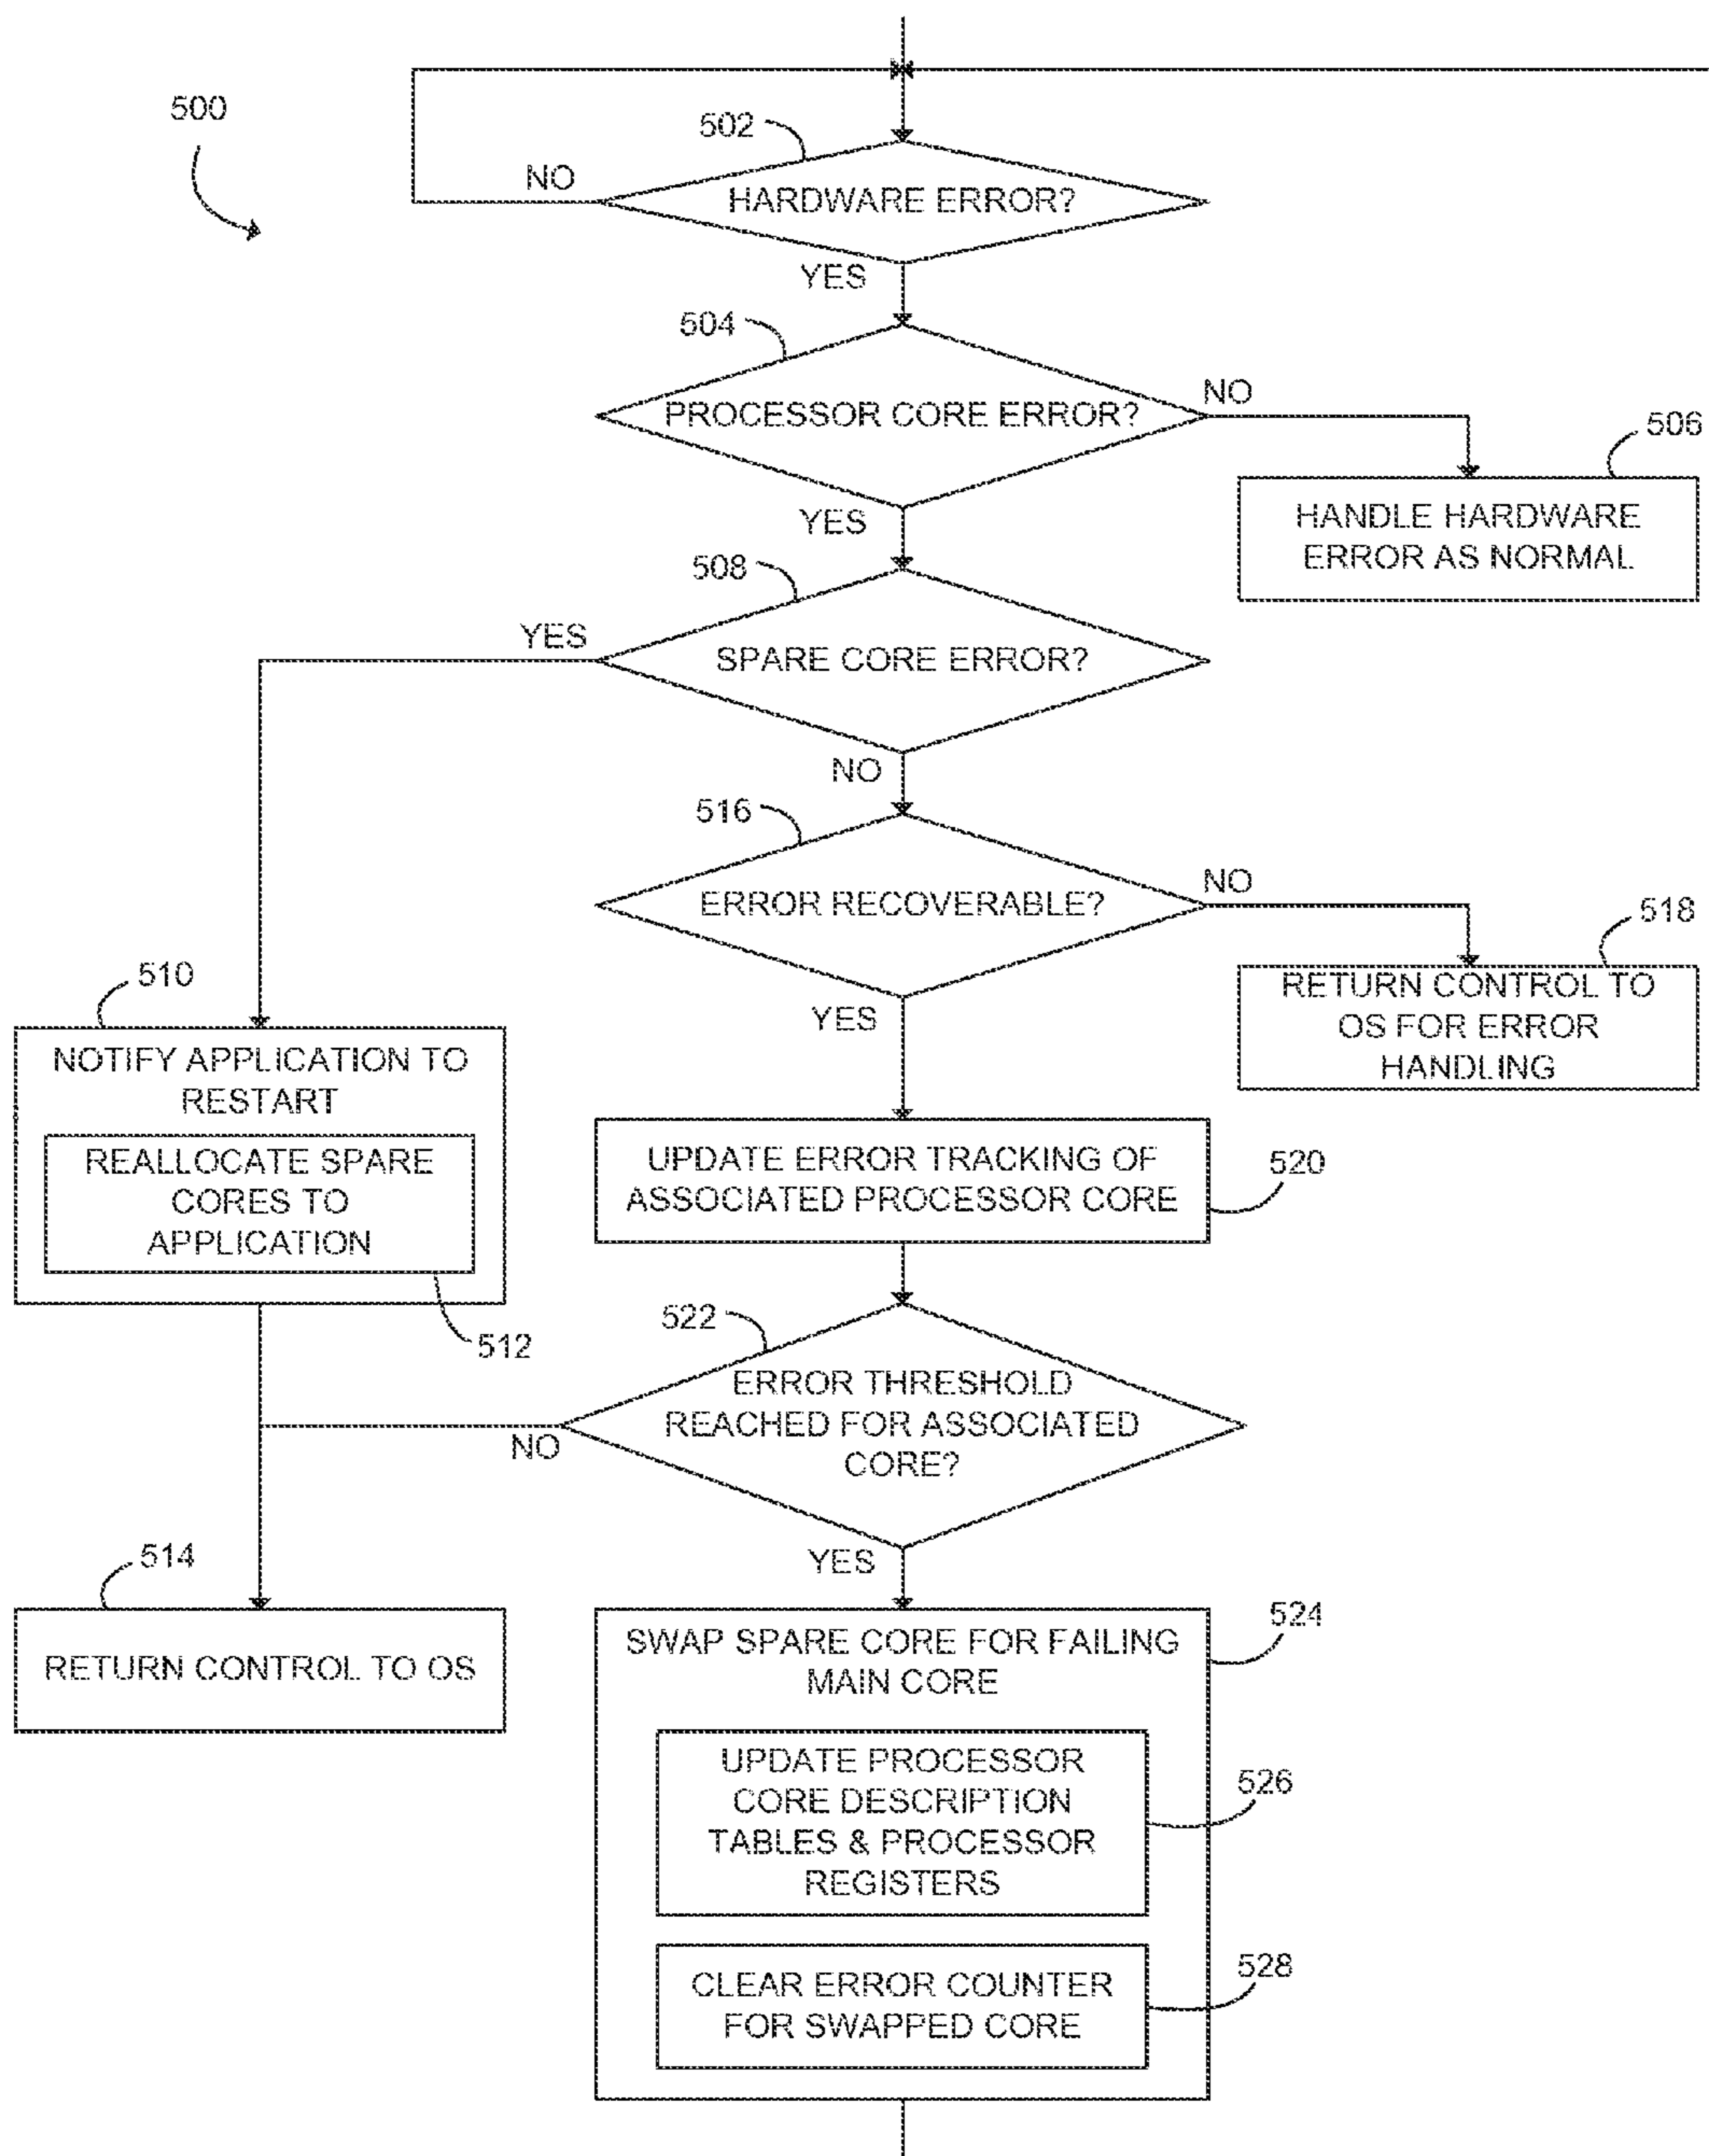 500
502
NO
HARDWARE ERROR?
YES
504
PROCESSOR CORE ERROR?
NO
506
HANDLE HARDWARE
ERROR AS NORMAL
YES
508
YES
SPARE CORE ERROR?
NO
516
ERROR RECOVERABLE?
NO
518
RETURN CONTROL TO
OS FOR ERROR
HANDLING
YES
510
NOTIFY APPLICATION TO
RESTART
REALLOCATE SPARE
CORES TO
APPLICATION
512
UPDATE ERROR TRACKING OF
ASSOCIATED PROCESSOR CORE
520
522
ERROR THRESHOLD
REACHED FOR ASSOCIATED
CORE?
NO
YES
514
RETURN CONTROL TO OS
SWAP SPARE CORE FOR FAILING
MAIN CORE
524
UPDATE PROCESSOR
CORE DESCRIPTION
TABLES & PROCESSOR
REGISTERS
526
CLEAR ERROR COUNTER
FOR SWAPPED CORE
528